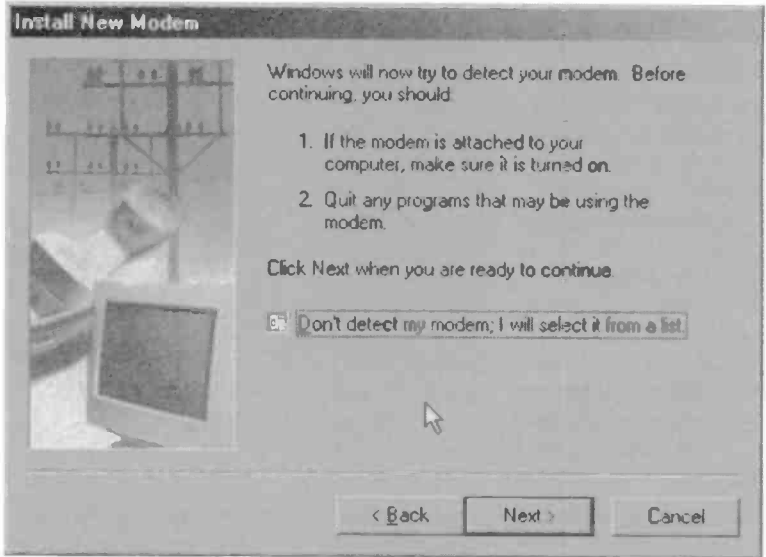 Install New Modem
Windows will now try to detect your modem. Before
continuing, you should:
1. If the modem is attached to your
computer, make sure it is turned on.
2. Quit any programs that may be using the
modem.
Click Next when you are ready to continue.
Don't detect my modem; I will select it from a list.
< Back
Next >
Cancel